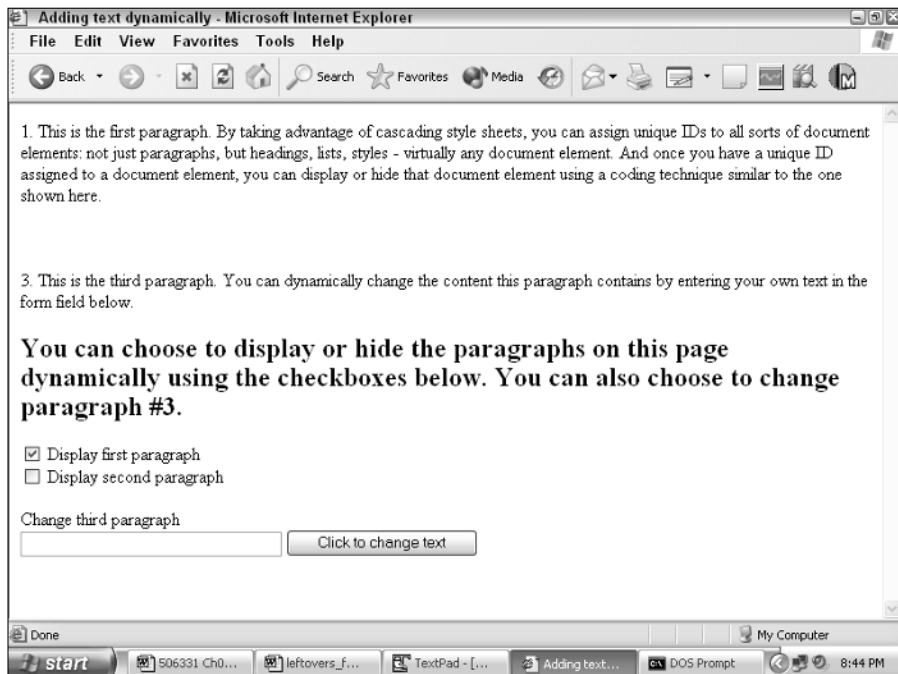 Adding text dynamically - Microsoft Internet Explorer
File Edit View Favorites Tools Help
Back Search Favorites Media
1. This is the first paragraph. By taking advantage of cascading style sheets, you can assign unique IDs to all sorts of document
elements: not just paragraphs, but headings, lists, styles - virtually any document element. And once you have a unique ID
assigned to a document element, you can display or hide that document element using a coding technique similar to the one
shown here.
3. This is the third paragraph. You can dynamically change the content this paragraph contains by entering your own text in the
form field below.
You can choose to display or hide the paragraphs on this page
dynamically using the checkboxes below. You can also choose to change
paragraph #3.
Display first paragraph
Display second paragraph
Change third paragraph
Click to change text
Done My Computer
start 506331 Ch0... leftovers_f... TextPad - [... Adding text... DOS Prompt 8:44 PM